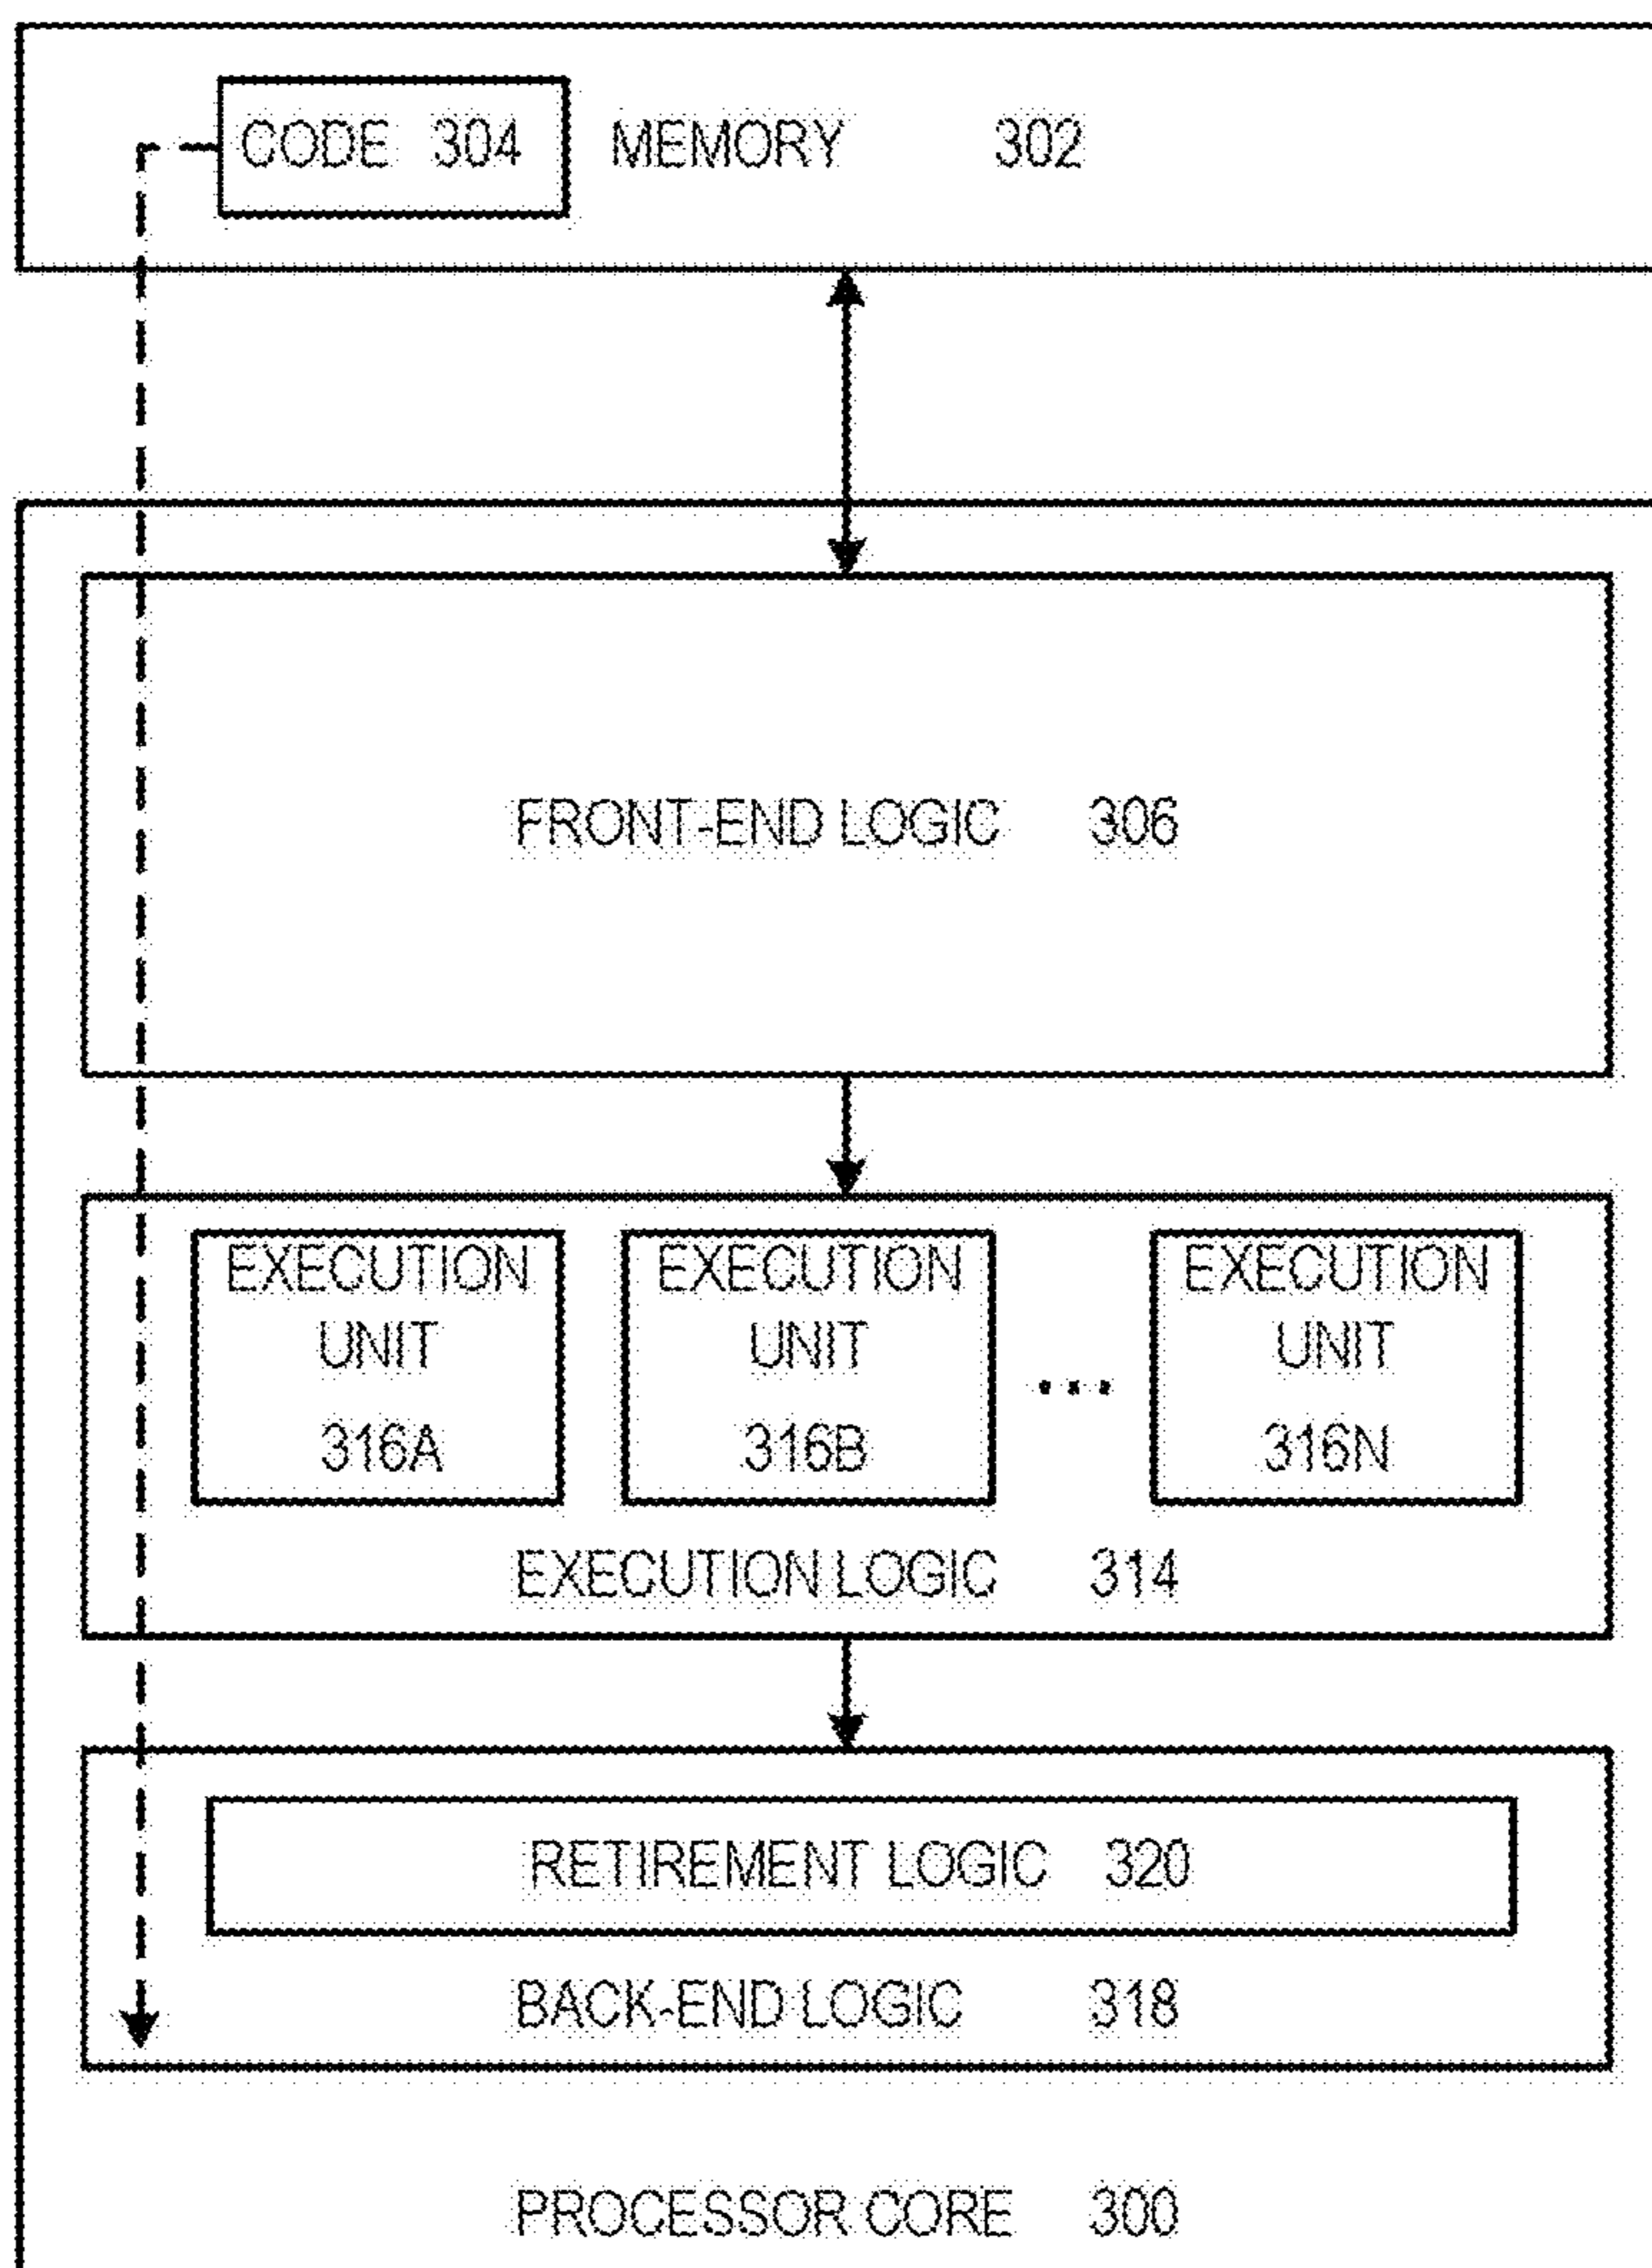 CODE 304 MEMORY 302
FRONT-END LOGIC 306
EXECUTION UNIT 316A
EXECUTION UNIT 316B
...
EXECUTION UNIT 316N
EXECUTION LOGIC 314
RETIREMENT LOGIC 320
BACK-END LOGIC 318
PROCESSOR CORE 300